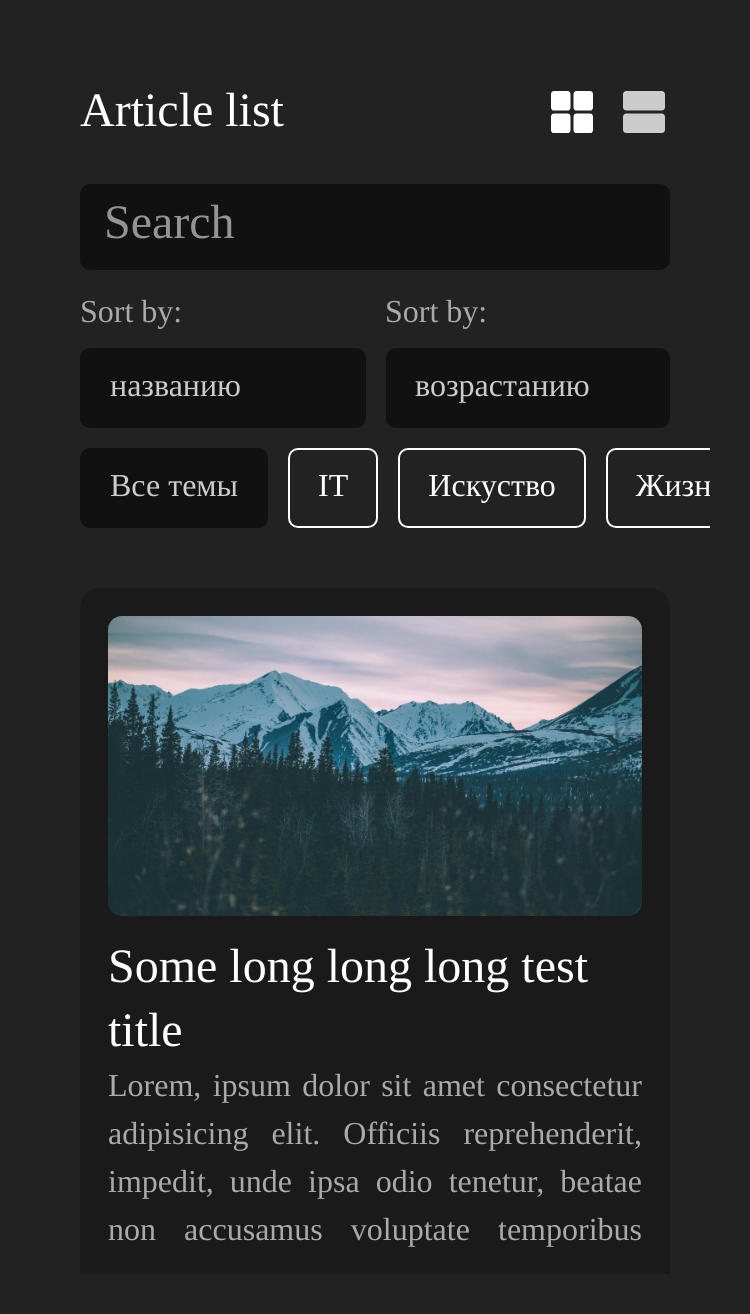 Article list
Search
Sort by:
Sort by:
названию
возрастанию
Все темы
IT
Искуство
Жизн
Some long long long test
title
Lorem, ipsum dolor sit amet consectetur
adipisicing elit. Officiis reprehenderit,
impedit, unde ipsa odio tenetur, beatae
non accusamus voluptate temporibus